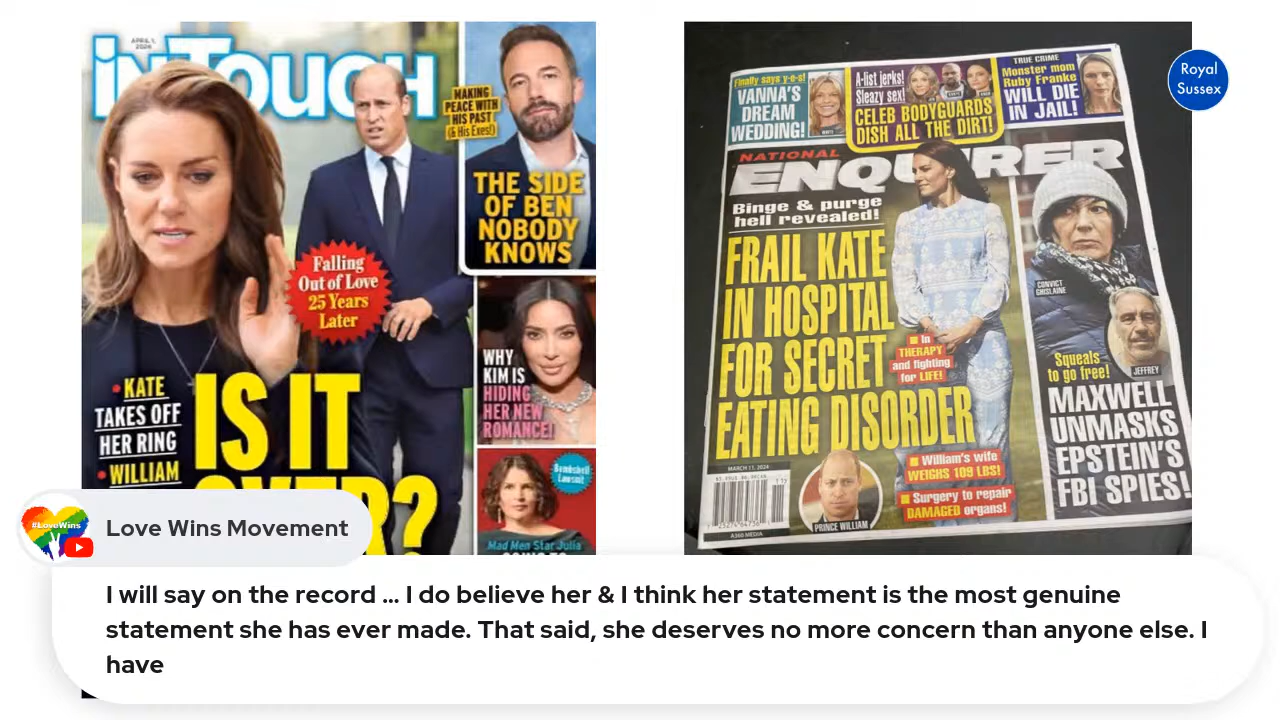 APRIL 1, 2024
INTOUCH
MAKING
PEACE WITH
HIS PAST
(& His Exes!)
THE SIDE
OF BEN
NOBODY
KNOWS
Falling
Out of Love
25 Years
Later
WHY
KIM IS
HIDING
HER NEW
ROMANCE!
• KATE
TAKES OFF
HER RING
• WILLIAM
IS IT
OVER?
Bombshell
Lawsuit
Mad Men Star Julia
Finally says y-e-s!
VANNA'S
DREAM
WEDDING!
A-list jerks!
Sleazy sex!
CELEB BODYGUARDS
DISH ALL THE DIRT!
TRUE CRIME
Monster mom
Ruby Franke
WILL DIE
IN JAIL!
Royal
Sussex
NATIONAL
ENQUIRER
Binge & purge
hell revealed!
FRAIL KATE
IN HOSPITAL
FOR SECRET
EATING DISORDER
In
THERAPY
and fighting
for LIFE!
William's wife
WEIGHS 109 LBS!
Surgery to repair
DAMAGED organs!
MARCH 11, 2024
A360 MEDIA
PRINCE WILLIAM
CONVICT
GHISLAINE
JEFFREY
Squeals
to go free!
MAXWELL
UNMASKS
EPSTEIN'S
FBI SPIES!
#LoveWins
Love Wins Movement
I will say on the record ... I do believe her & I think her statement is the most genuine
statement she has ever made. That said, she deserves no more concern than anyone else. I
have